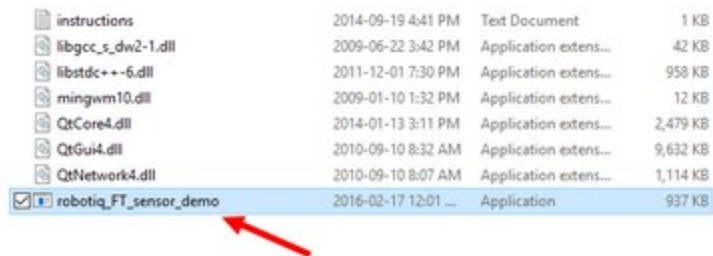 instructions 2014-09-19 4:41 PM Text Document 1 KB
libgcc_s_dw2-1.dll 2009-06-22 3:42 PM Application extens... 42 KB
libstdc++-6.dll 2011-12-01 7:30 PM Application extens... 958 KB
mingwm10.dll 2009-01-10 1:32 PM Application extens... 12 KB
QtCore4.dll 2014-01-13 3:11 PM Application extens... 2,479 KB
QtGui4.dll 2010-09-10 8:32 AM Application extens... 9,632 KB
QtNetwork4.dll 2010-09-10 8:07 AM Application extens... 1,114 KB
robotiq_FT_sensor_demo 2016-02-17 12:01 ... Application 937 KB